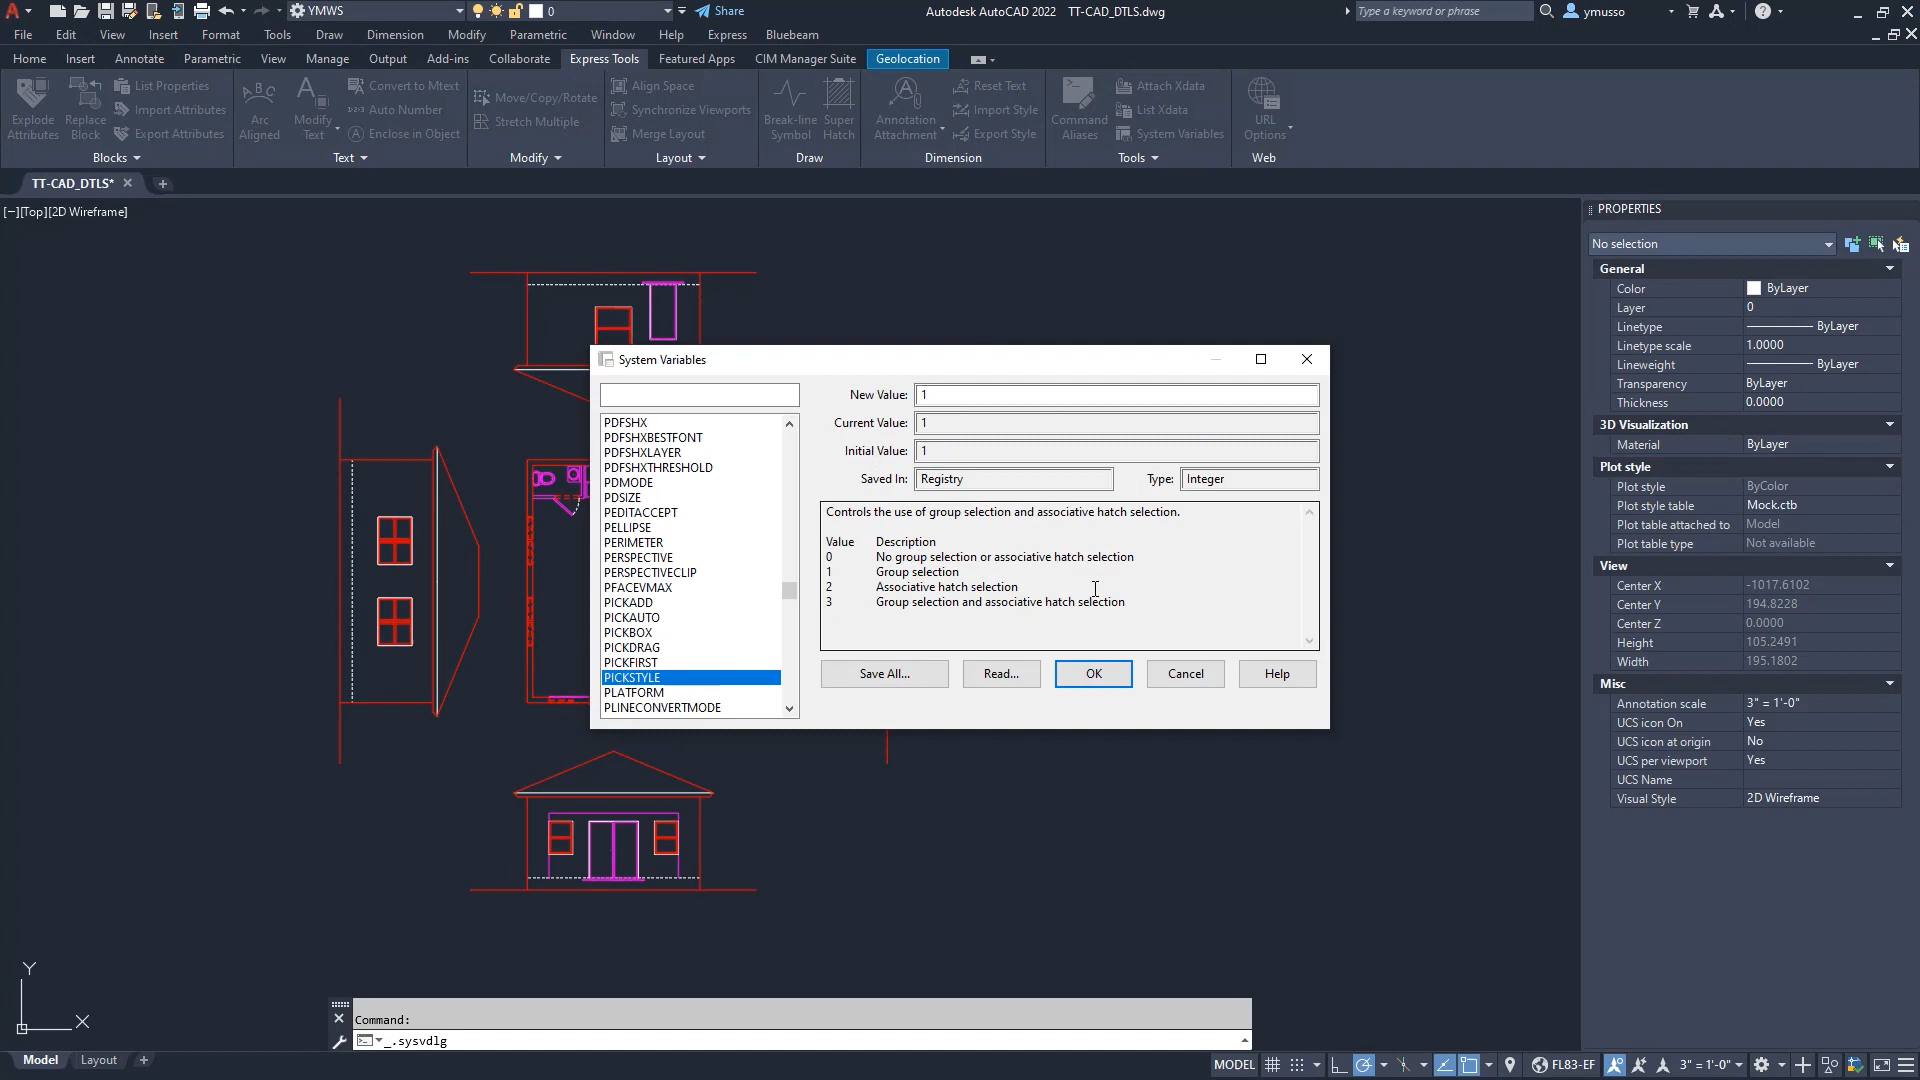 YMWS
0
Share
Autodesk AutoCAD 2022 TT-CAD_DTLS.dwg
Type a keyword or phrase
ymusso
File Edit View Insert Format Tools Draw Dimension Modify Parametric Window Help Express Bluebeam
Home Insert Annotate Parametric View Manage Output Add-ins Collaborate Express Tools Featured Apps CIM Manager Suite Geolocation
Explode Attributes
Replace Block
List Properties
Import Attributes
Export Attributes
Blocks
Arc Aligned
Modify Text
Convert to Mtext
Auto Number
Enclose in Object
Text
Move/Copy/Rotate
Stretch Multiple
Modify
Align Space
Synchronize Viewports
Merge Layout
Layout
Break-line Symbol
Super Hatch
Draw
Annotation Attachment
Reset Text
Import Style
Export Style
Dimension
Command Aliases
Attach Xdata
List Xdata
System Variables
Tools
URL Options
Web
TT-CAD_DTLS*
[−][Top][2D Wireframe]
System Variables
PDFSHX
PDFSHXBESTFONT
PDFSHXLAYER
PDFSHXTHRESHOLD
PDMODE
PDSIZE
PEDITACCEPT
PELLIPSE
PERIMETER
PERSPECTIVE
PERSPECTIVECLIP
PFACEVMAX
PICKADD
PICKAUTO
PICKBOX
PICKDRAG
PICKFIRST
PICKSTYLE
PLATFORM
PLINECONVERTMODE
New Value: 1
Current Value: 1
Initial Value: 1
Saved In: Registry Type: Integer
Controls the use of group selection and associative hatch selection.
Value Description
0 No group selection or associative hatch selection
1 Group selection
2 Associative hatch selection
3 Group selection and associative hatch selection
Save All... Read... OK Cancel Help
PROPERTIES
No selection
General
Color ByLayer
Layer 0
Linetype ByLayer
Linetype scale 1.0000
Lineweight ByLayer
Transparency ByLayer
Thickness 0.0000
3D Visualization
Material ByLayer
Plot style
Plot style ByColor
Plot style table Mock.ctb
Plot table attached to Model
Plot table type Not available
View
Center X -1017.6102
Center Y 194.8228
Center Z 0.0000
Height 105.2491
Width 195.1802
Misc
Annotation scale 3" = 1'-0"
UCS icon On Yes
UCS icon at origin No
UCS per viewport Yes
UCS Name
Visual Style 2D Wireframe
Y
X
Command:
_.sysvdlg
Model Layout
MODEL FL83-EF 3" = 1'-0"